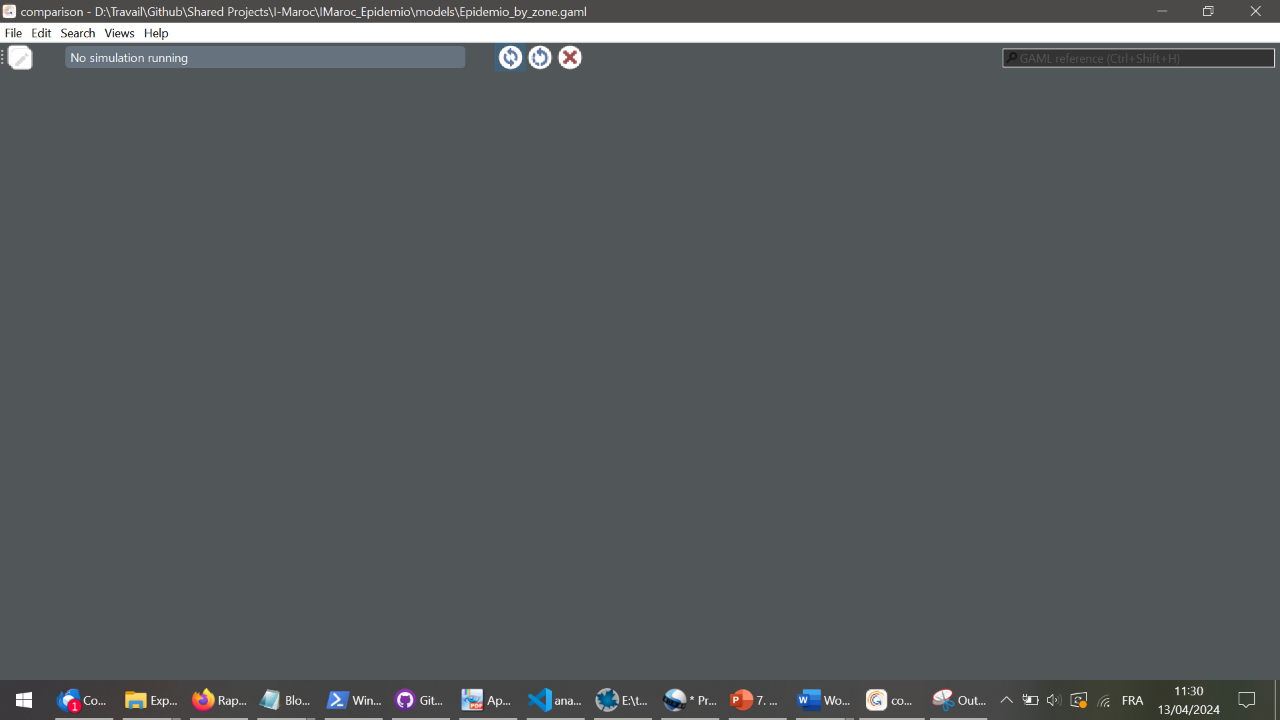 comparison - D:\Travail\Github\Shared Projects\I-Maroc\IMaroc_Epidemio\models\Epidemio_by_zone.gaml
File Edit Search Views Help
No simulation running
GAML reference (Ctrl+Shift+H)
1 Co... Exp... Rap... Blo... Win... Git... Ap... ana... E:\t... * Pr... 7. ... Wo... co... Out... FRA
11:30
13/04/2024